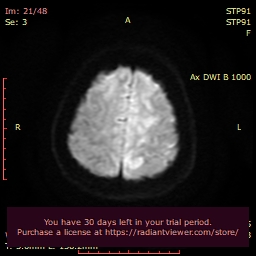 Im: 21/48
Se: 3
STP91
STP91
F
A
Ax DWI B 1000
R
L
You have 30 days left in your trial period.
Purchase a license at https://radiantviewer.com/store/